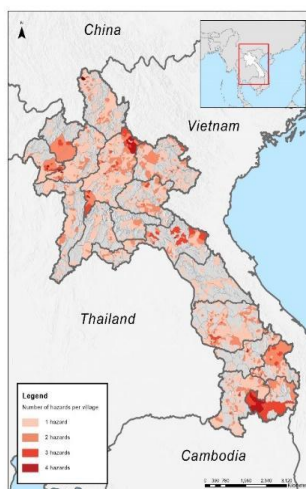 N
China
Vietnam
Thailand
Cambodia
Legend
Number of hazards per village
1 hazard
2 hazards
3 hazards
4 hazards